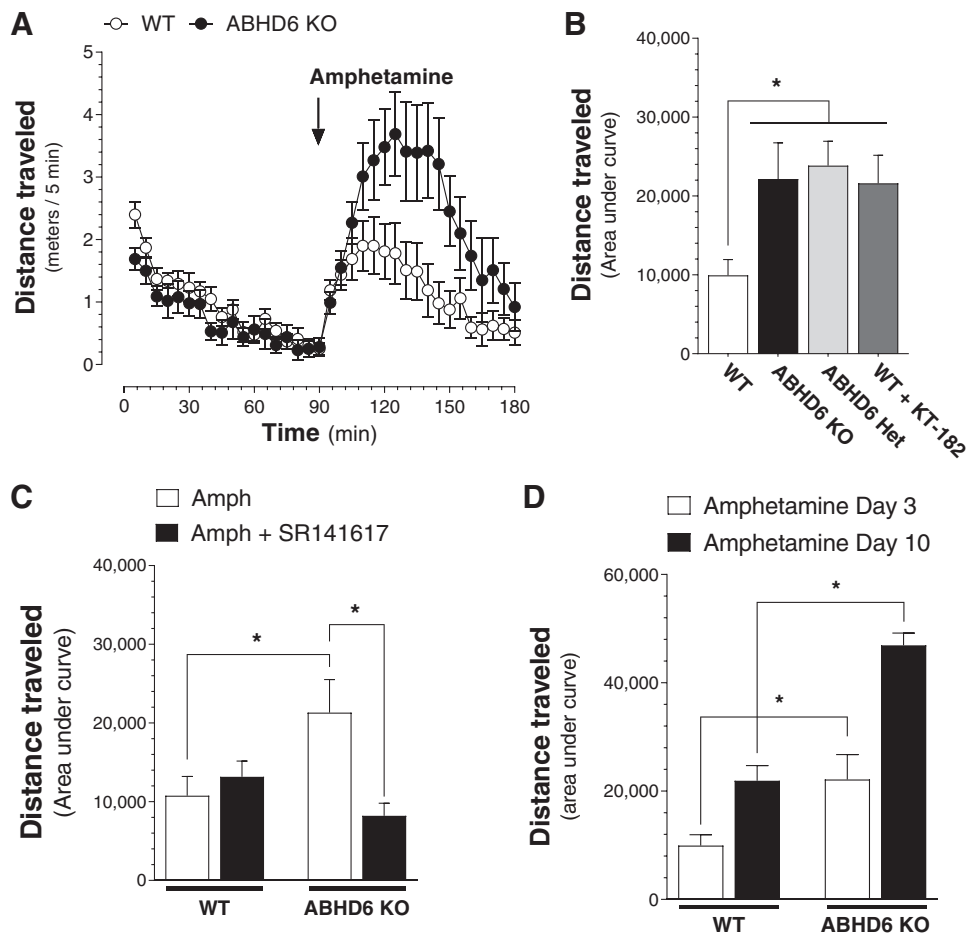 A
WT ABHD6 KO
Amphetamine
Distance traveled
(meters / 5 min)
5
4
3
2
1
0
0 30 60 90 120 150 180
Time (min)
B
Distance traveled
(Area under curve)
40,000
30,000
20,000
10,000
0
*
WT
ABHD6 KO
ABHD6 Het
WT + KT-182
C
Amph
Amph + SR141617
Distance traveled
(Area under curve)
40,000
30,000
20,000
10,000
0
*
*
WT ABHD6 KO
D
Amphetamine Day 3
Amphetamine Day 10
Distance traveled
(area under curve)
60,000
40,000
20,000
0
*
*
WT ABHD6 KO